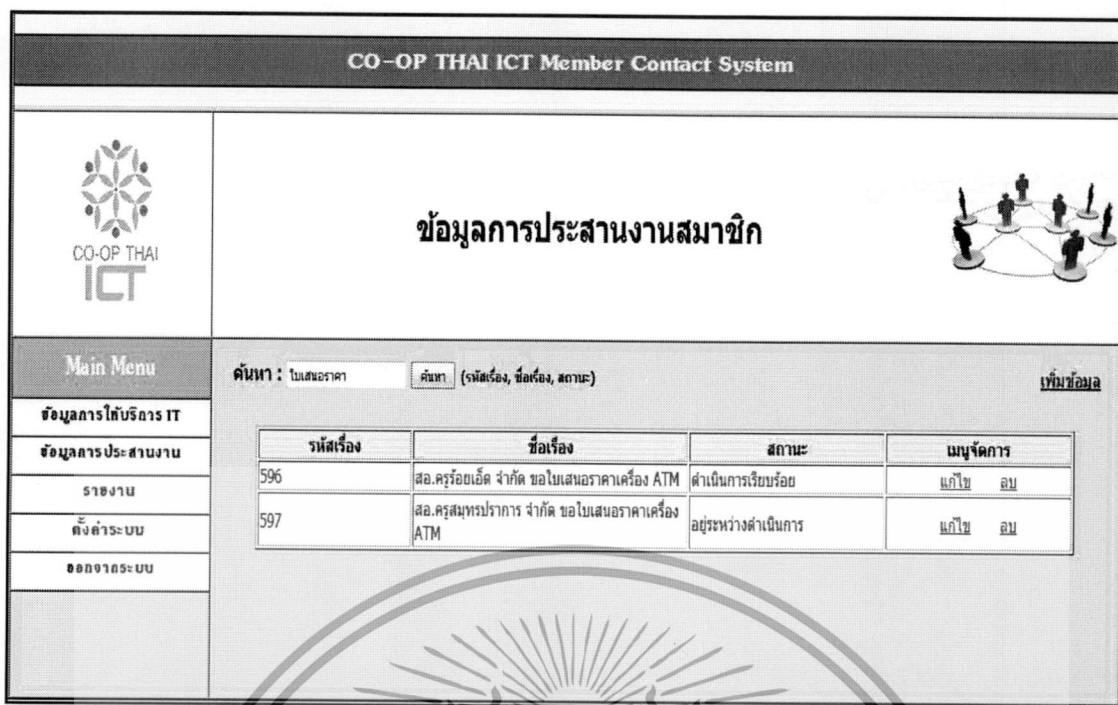 CO-OP THAI ICT Member Contact System
CO-OP THAI
ICT
ข้อมูลการประสานงานสมาชิก
Main Menu
ข้อมูลการให้บริการ IT
ข้อมูลการประสานงาน
รายงาน
ตั้งค่าระบบ
ออกจากระบบ
ค้นหา : ใบเสนอราคา ค้นหา (รหัสเรื่อง, ชื่อเรื่อง, สถานะ)
เพิ่มข้อมูล
รหัสเรื่อง ชื่อเรื่อง สถานะ เมนูจัดการ
596 สอ.ครูร้อยเอ็ด จำกัด ขอใบเสนอราคาเครื่อง ATM ดำเนินการเรียบร้อย แก้ไข ลบ
597 สอ.ครูสมุทรปราการ จำกัด ขอใบเสนอราคาเครื่อง
ATM อยู่ระหว่างดำเนินการ แก้ไข ลบ